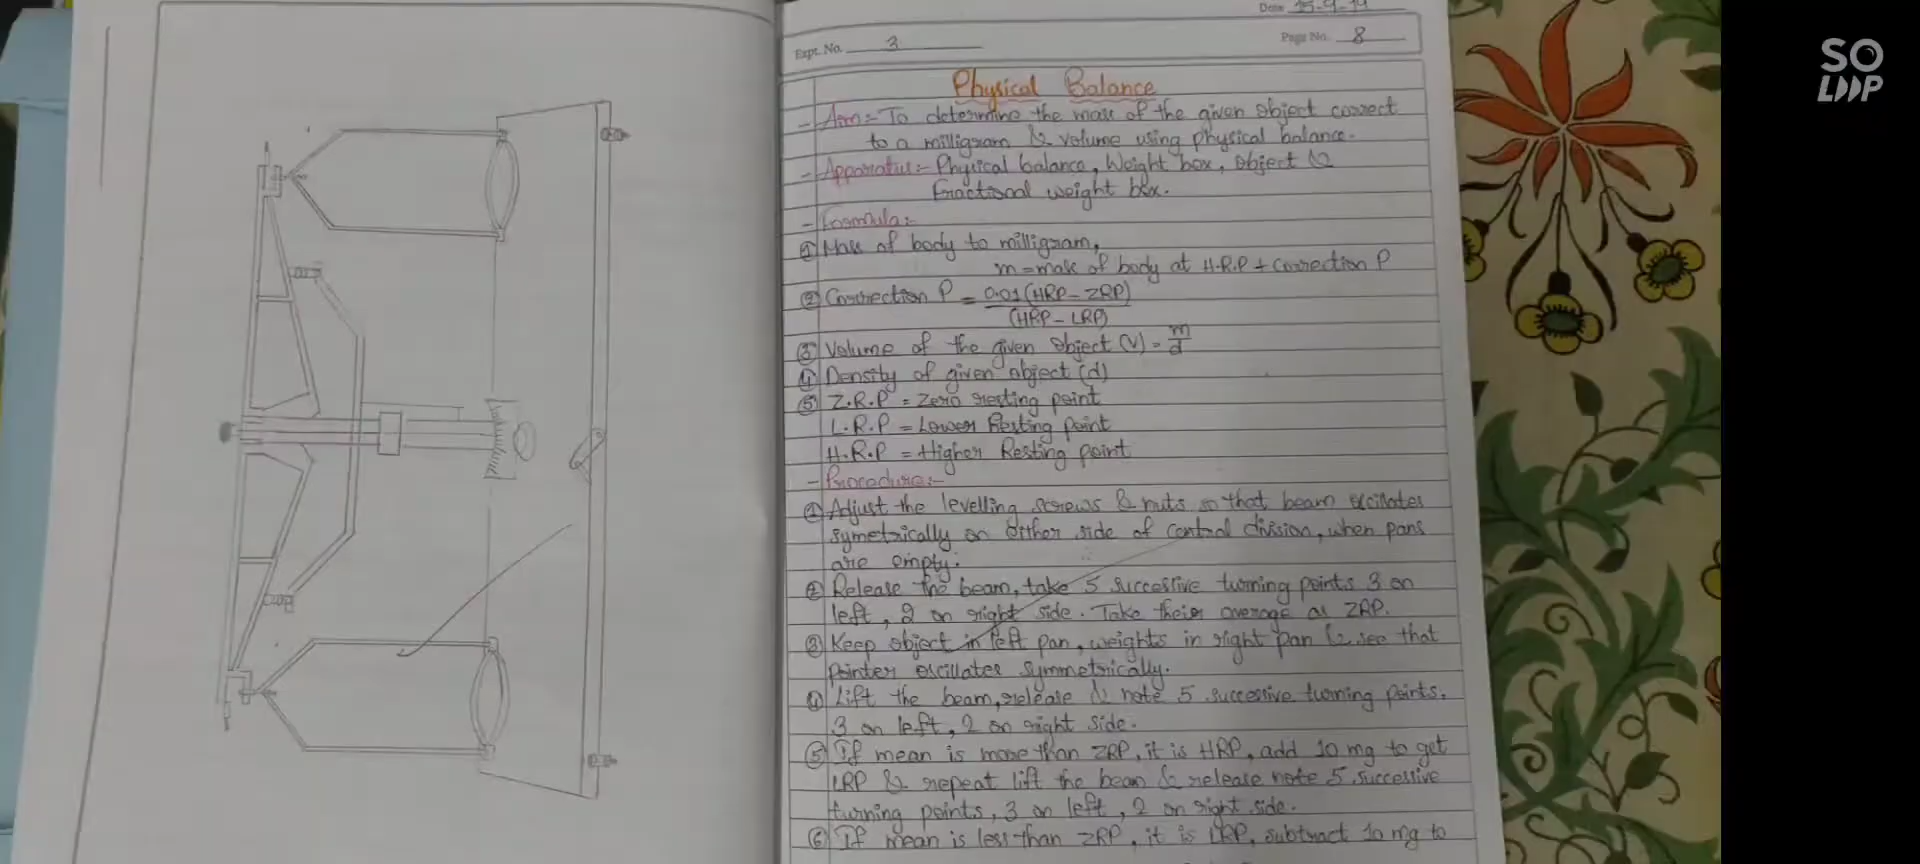 Date 15-9-19
Expt. No. 3
Page No. 8
Physical Balance
- Aim:- To determine the mass of the given object correct
to a milligram & volume using physical balance.
- Apparatus:- Physical balance, Weight box, object &
fractional weight box.
- Formula:-
① Mass of body to milligram,
m = mass of body at H.R.P + correction P
② Correction P = 0.01 (HRP - ZRP)
(HRP - LRP)
③ Volume of the given object (V) = m/d
④ Density of given object (d)
⑤ Z.R.P = Zero resting point
L.R.P = Lower Resting point
H.R.P = Higher Resting point
- Procedure:-
① Adjust the levelling screws & nuts so that beam oscillates
symetrically on either side of control division, when pans
are empty.
② Release the beam, take 5 successive turning points 3 on
left, 2 on right side. Take their average as ZRP.
③ Keep object in left pan, weights in right pan & see that
pointer oscillates symmetrically.
④ Lift the beam, release & note 5 successive turning points.
3 on left, 2 on right side.
⑤ If mean is more than ZRP, it is HRP, add 10 mg to get
LRP & repeat lift the beam & release note 5 successive
turning points, 3 on left, 2 on right side.
⑥ If mean is less than ZRP, it is LRP, subtract 10 mg to
SO
LOOP